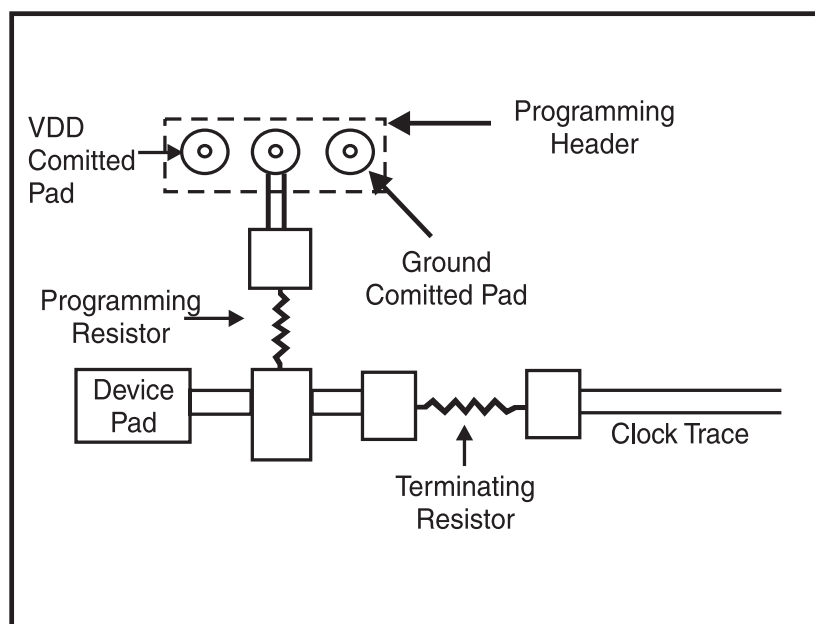 VDD
Comitted
Pad
Programming
Header
Ground
Comitted Pad
Programming
Resistor
Device
Pad
Clock Trace
Terminating
Resistor